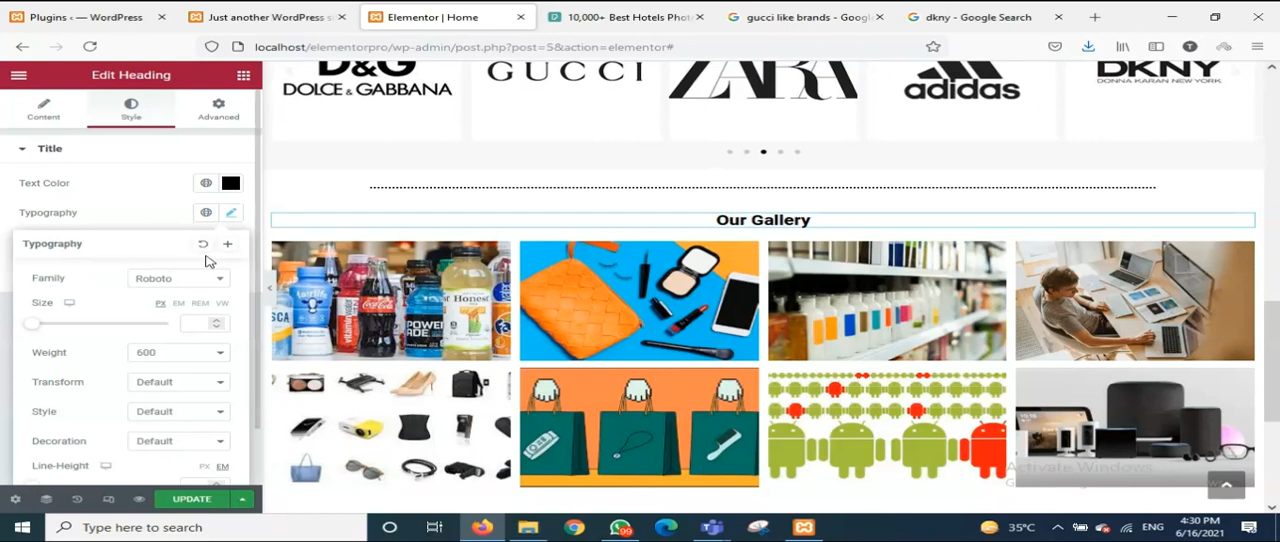 Plugins ‹ — WordPress
Just another WordPress s
Elementor | Home
10,000+ Best Hotels Phot
gucci like brands - Google
dkny - Google Search
localhost/elementorpro/wp-admin/post.php?post=5&action=elementor#
Edit Heading
Content
Style
Advanced
Title
Text Color
Typography
Typography
Family
Roboto
Size
PX EM REM VW
Weight
600
Transform
Default
Style
Default
Decoration
Default
Line-Height
PX EM
UPDATE
D&G
DOLCE & GABBANA
GUCCI
ZARA
adidas
DKNY
DONNA KARAN NEW YORK
Our Gallery
Coca-Cola
Activate Windows
Type here to search
99
35°C
ENG
4:30 PM
6/16/2021